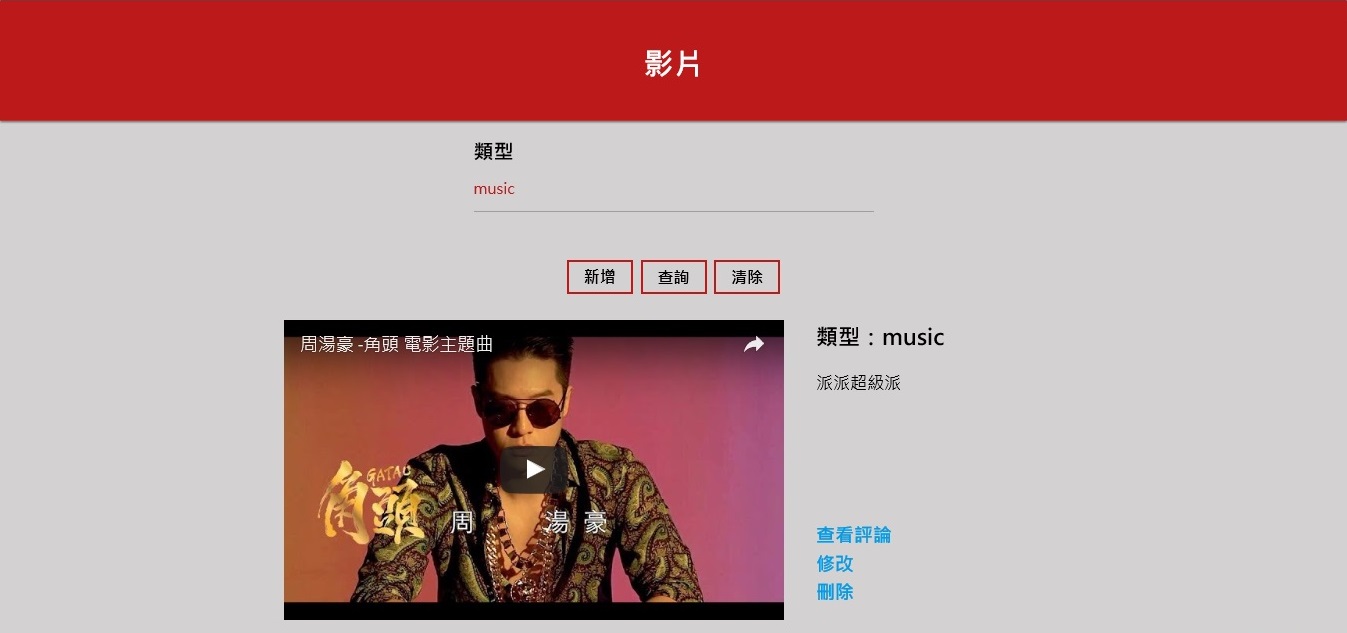 影片
類型
music
新增 查詢 清除
周湯豪 -角頭 電影主題曲
角頭 GATAO
周 湯豪
類型：music
派派超級派
查看評論
修改
刪除